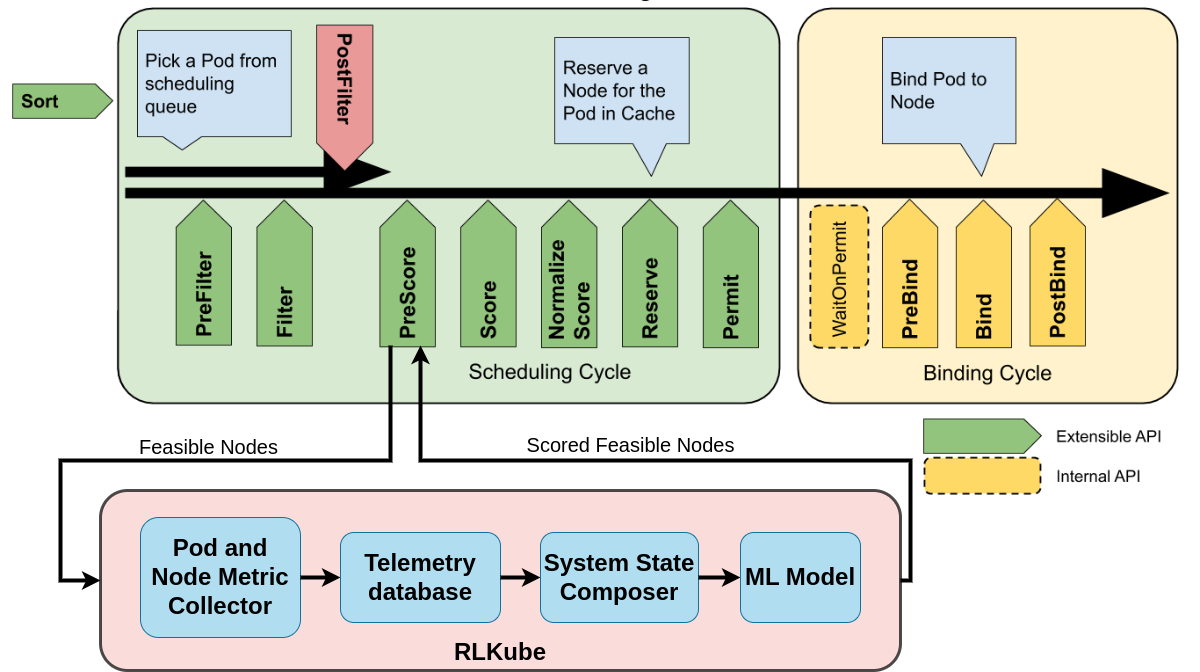 Sort
Pick a Pod from
scheduling
queue
PostFilter
Reserve a
Node for the
Pod in Cache
Bind Pod to
Node
PreFilter
Filter
PreScore
Score
Normalize
Score
Reserve
Permit
WaitOnPermit
PreBind
Bind
PostBind
Scheduling Cycle
Binding Cycle
Feasible Nodes
Scored Feasible Nodes
Extensible API
Internal API
Pod and
Node Metric
Collector
Telemetry
database
System State
Composer
ML Model
RLKube